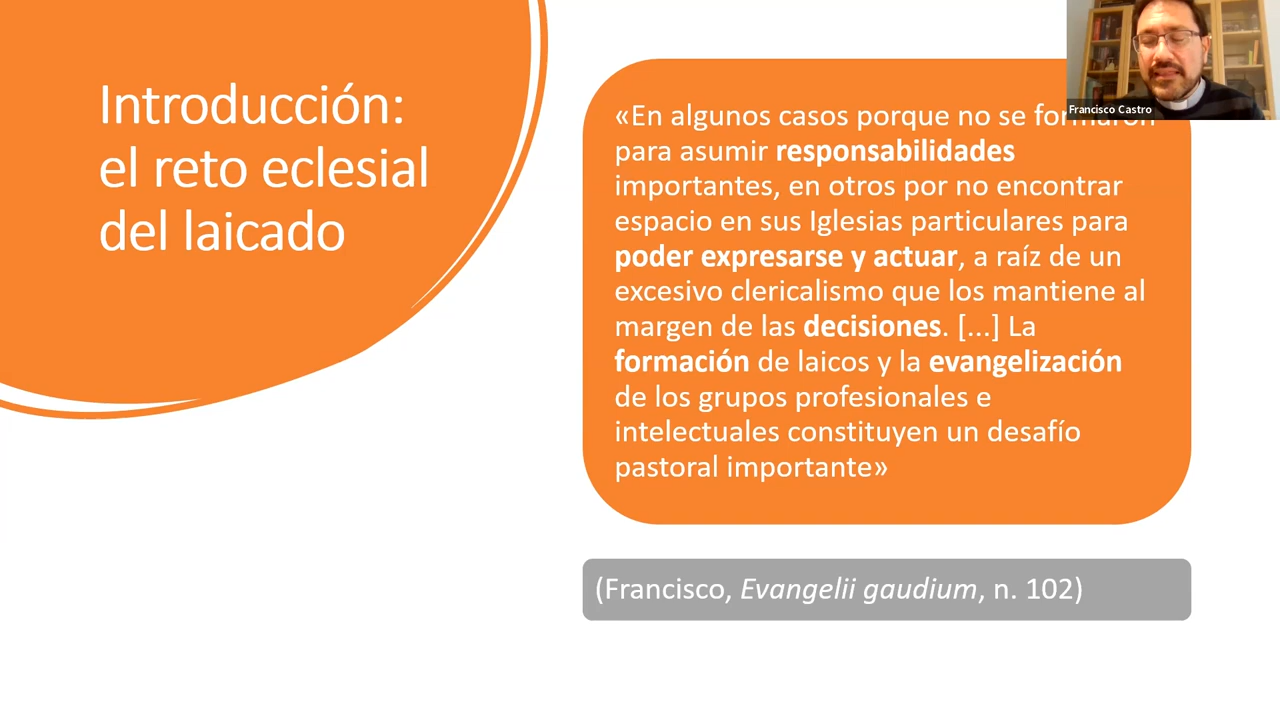 Introducción:
el reto eclesial
del laicado
«En algunos casos porque no se formaron
para asumir responsabilidades
importantes, en otros por no encontrar
espacio en sus Iglesias particulares para
poder expresarse y actuar, a raíz de un
excesivo clericalismo que los mantiene al
margen de las decisiones. [...] La
formación de laicos y la evangelización
de los grupos profesionales e
intelectuales constituyen un desafío
pastoral importante»
(Francisco, Evangelii gaudium, n. 102)
Francisco Castro